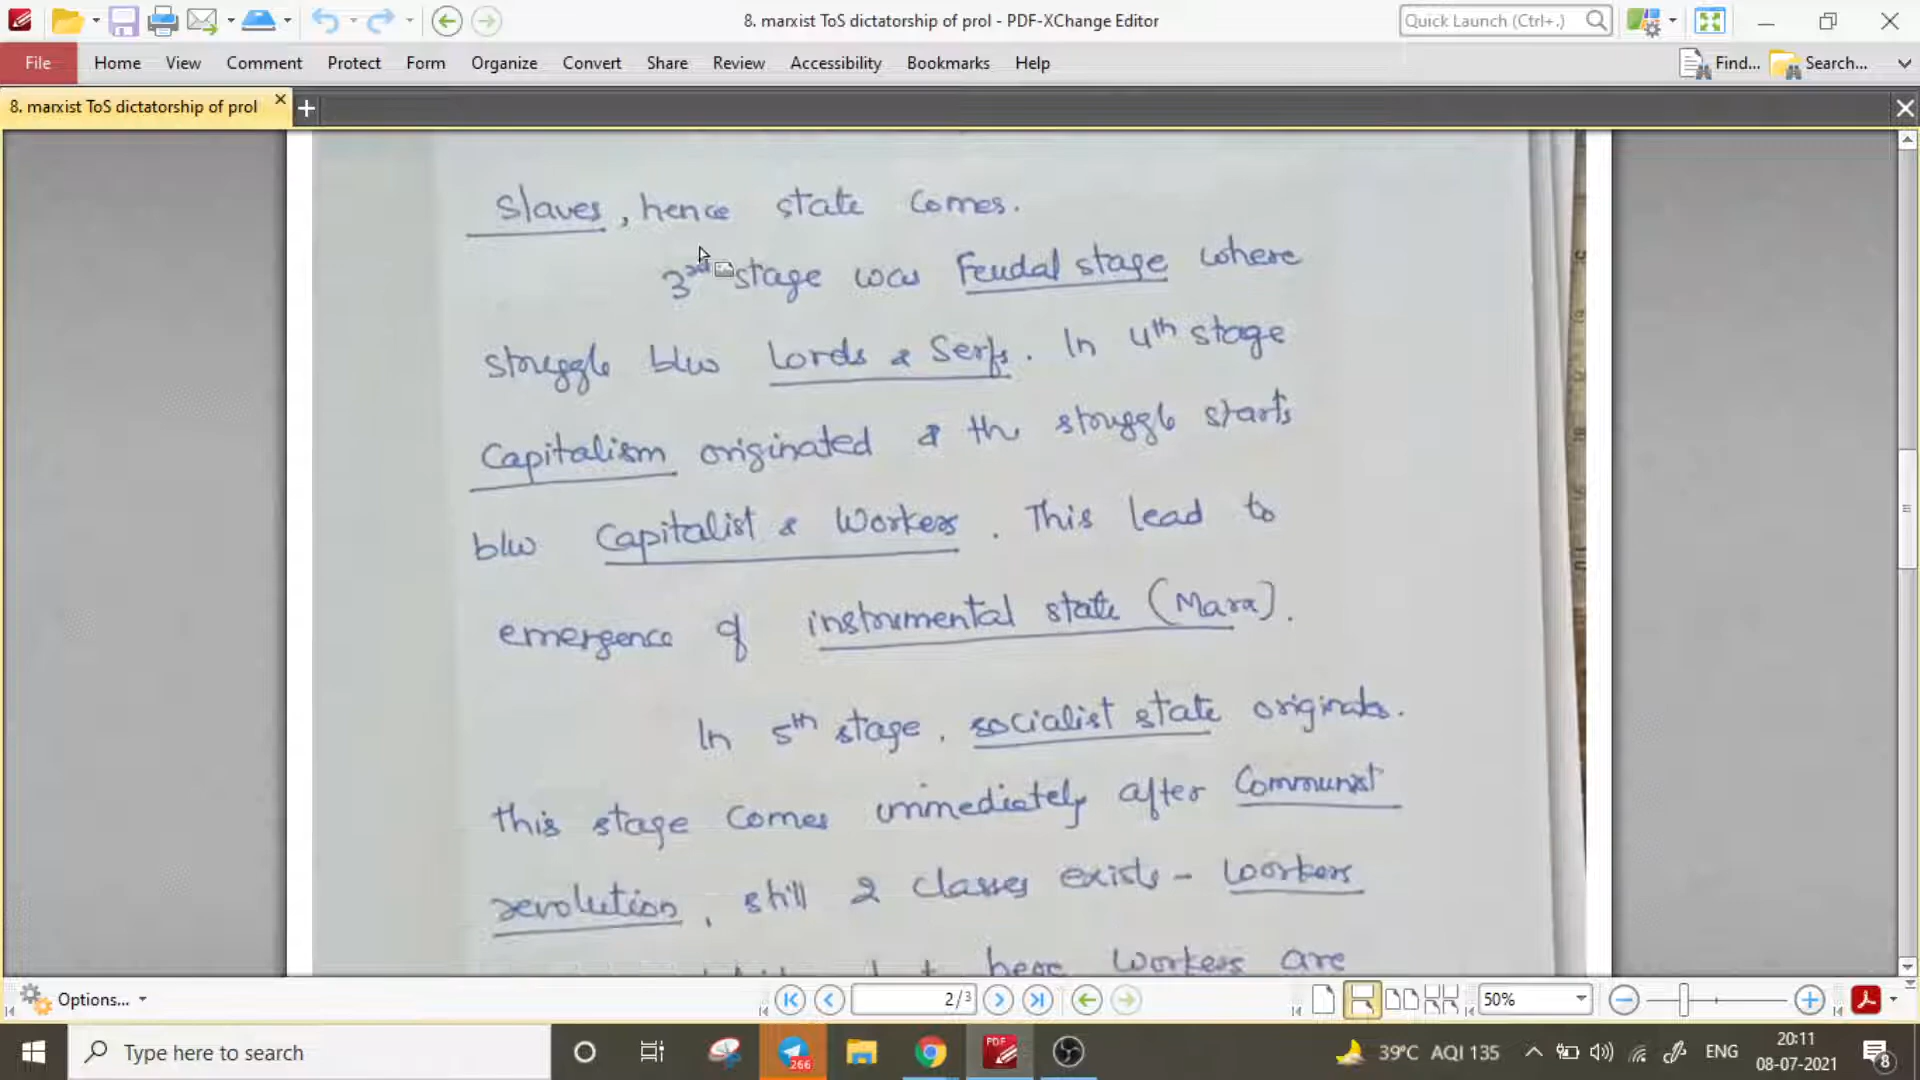 8. marxist ToS dictatorship of prol - PDF-XChange Editor
Quick Launch (Ctrl+.)
File Home View Comment Protect Form Organize Convert Share Review Accessibility Bookmarks Help
Find... Search...
8. marxist ToS dictatorship of prol
Slaves, hence state comes.
3rd stage was Feudal stage where
struggle b/w Lords & Serfs. In 4th stage
Capitalism originated & the struggle starts
b/w Capitalist & Workers. This lead to
emergence of instrumental state (Marx).
In 5th stage, socialist state originates.
this stage comes immediately after Communist
revolution, still 2 classes exists - workers
here workers are
Options...
2/3
50%
Type here to search
266
PDF
39°C AQI 135
ENG
20:11
08-07-2021
8